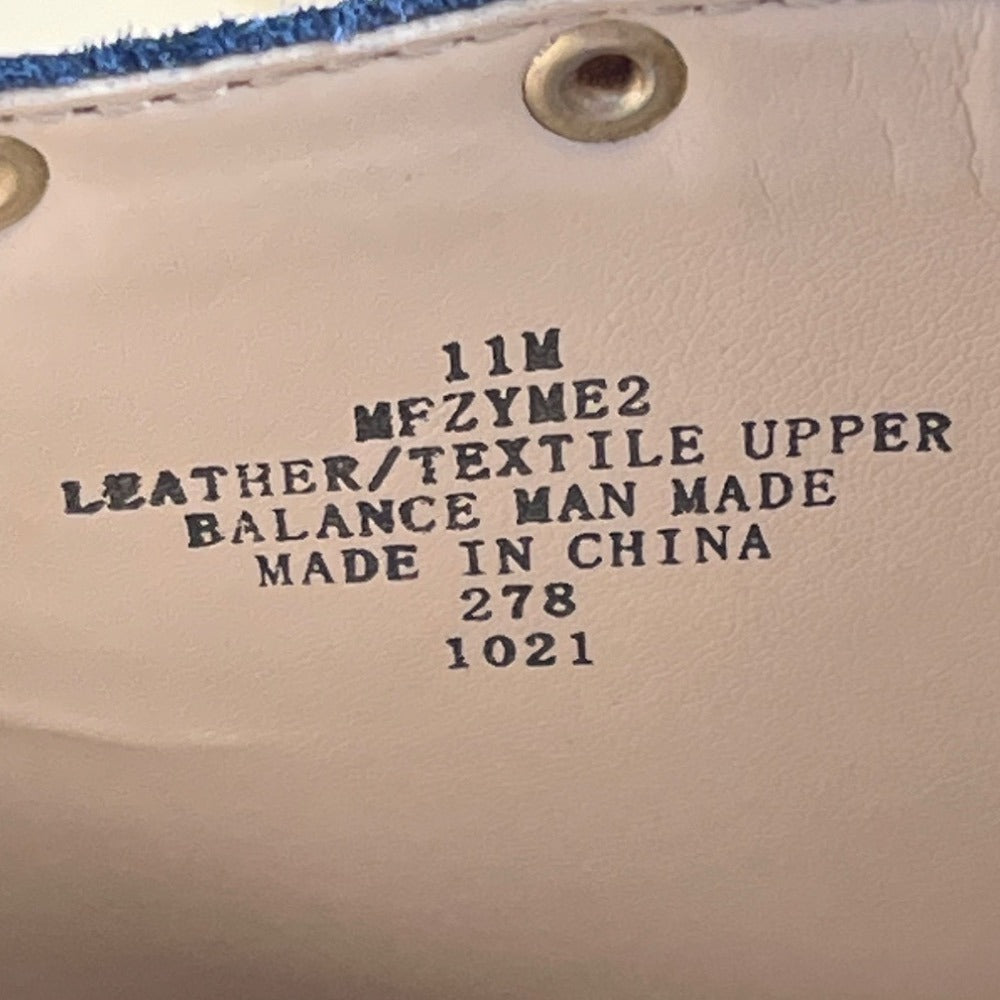 11M
MFZYME2
LEATHER/TEXTILE UPPER
BALANCE MAN MADE
MADE IN CHINA
278
1021